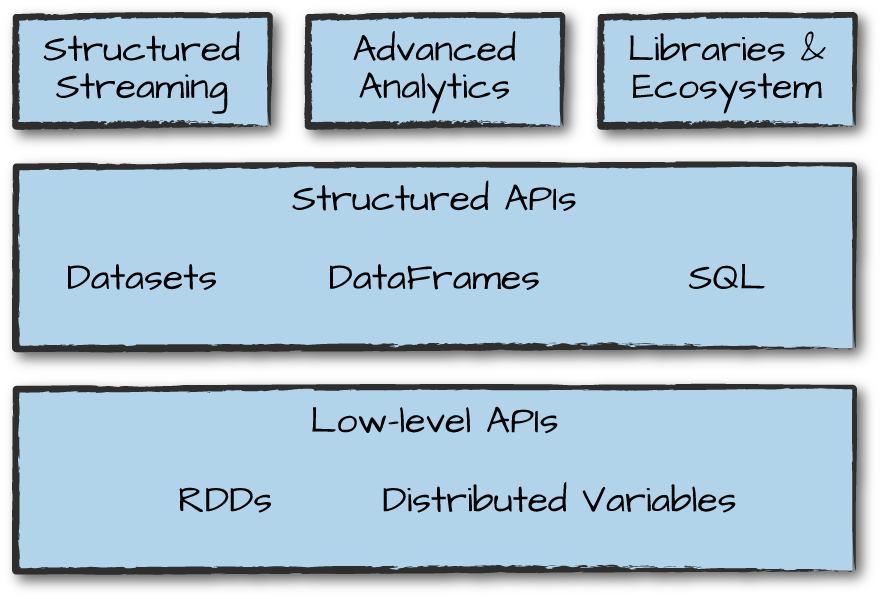 Structured
Streaming
Advanced
Analytics
Libraries &
Ecosystem
Structured APIs
Datasets DataFrames SQL
Low-level APIs
RDDs Distributed Variables